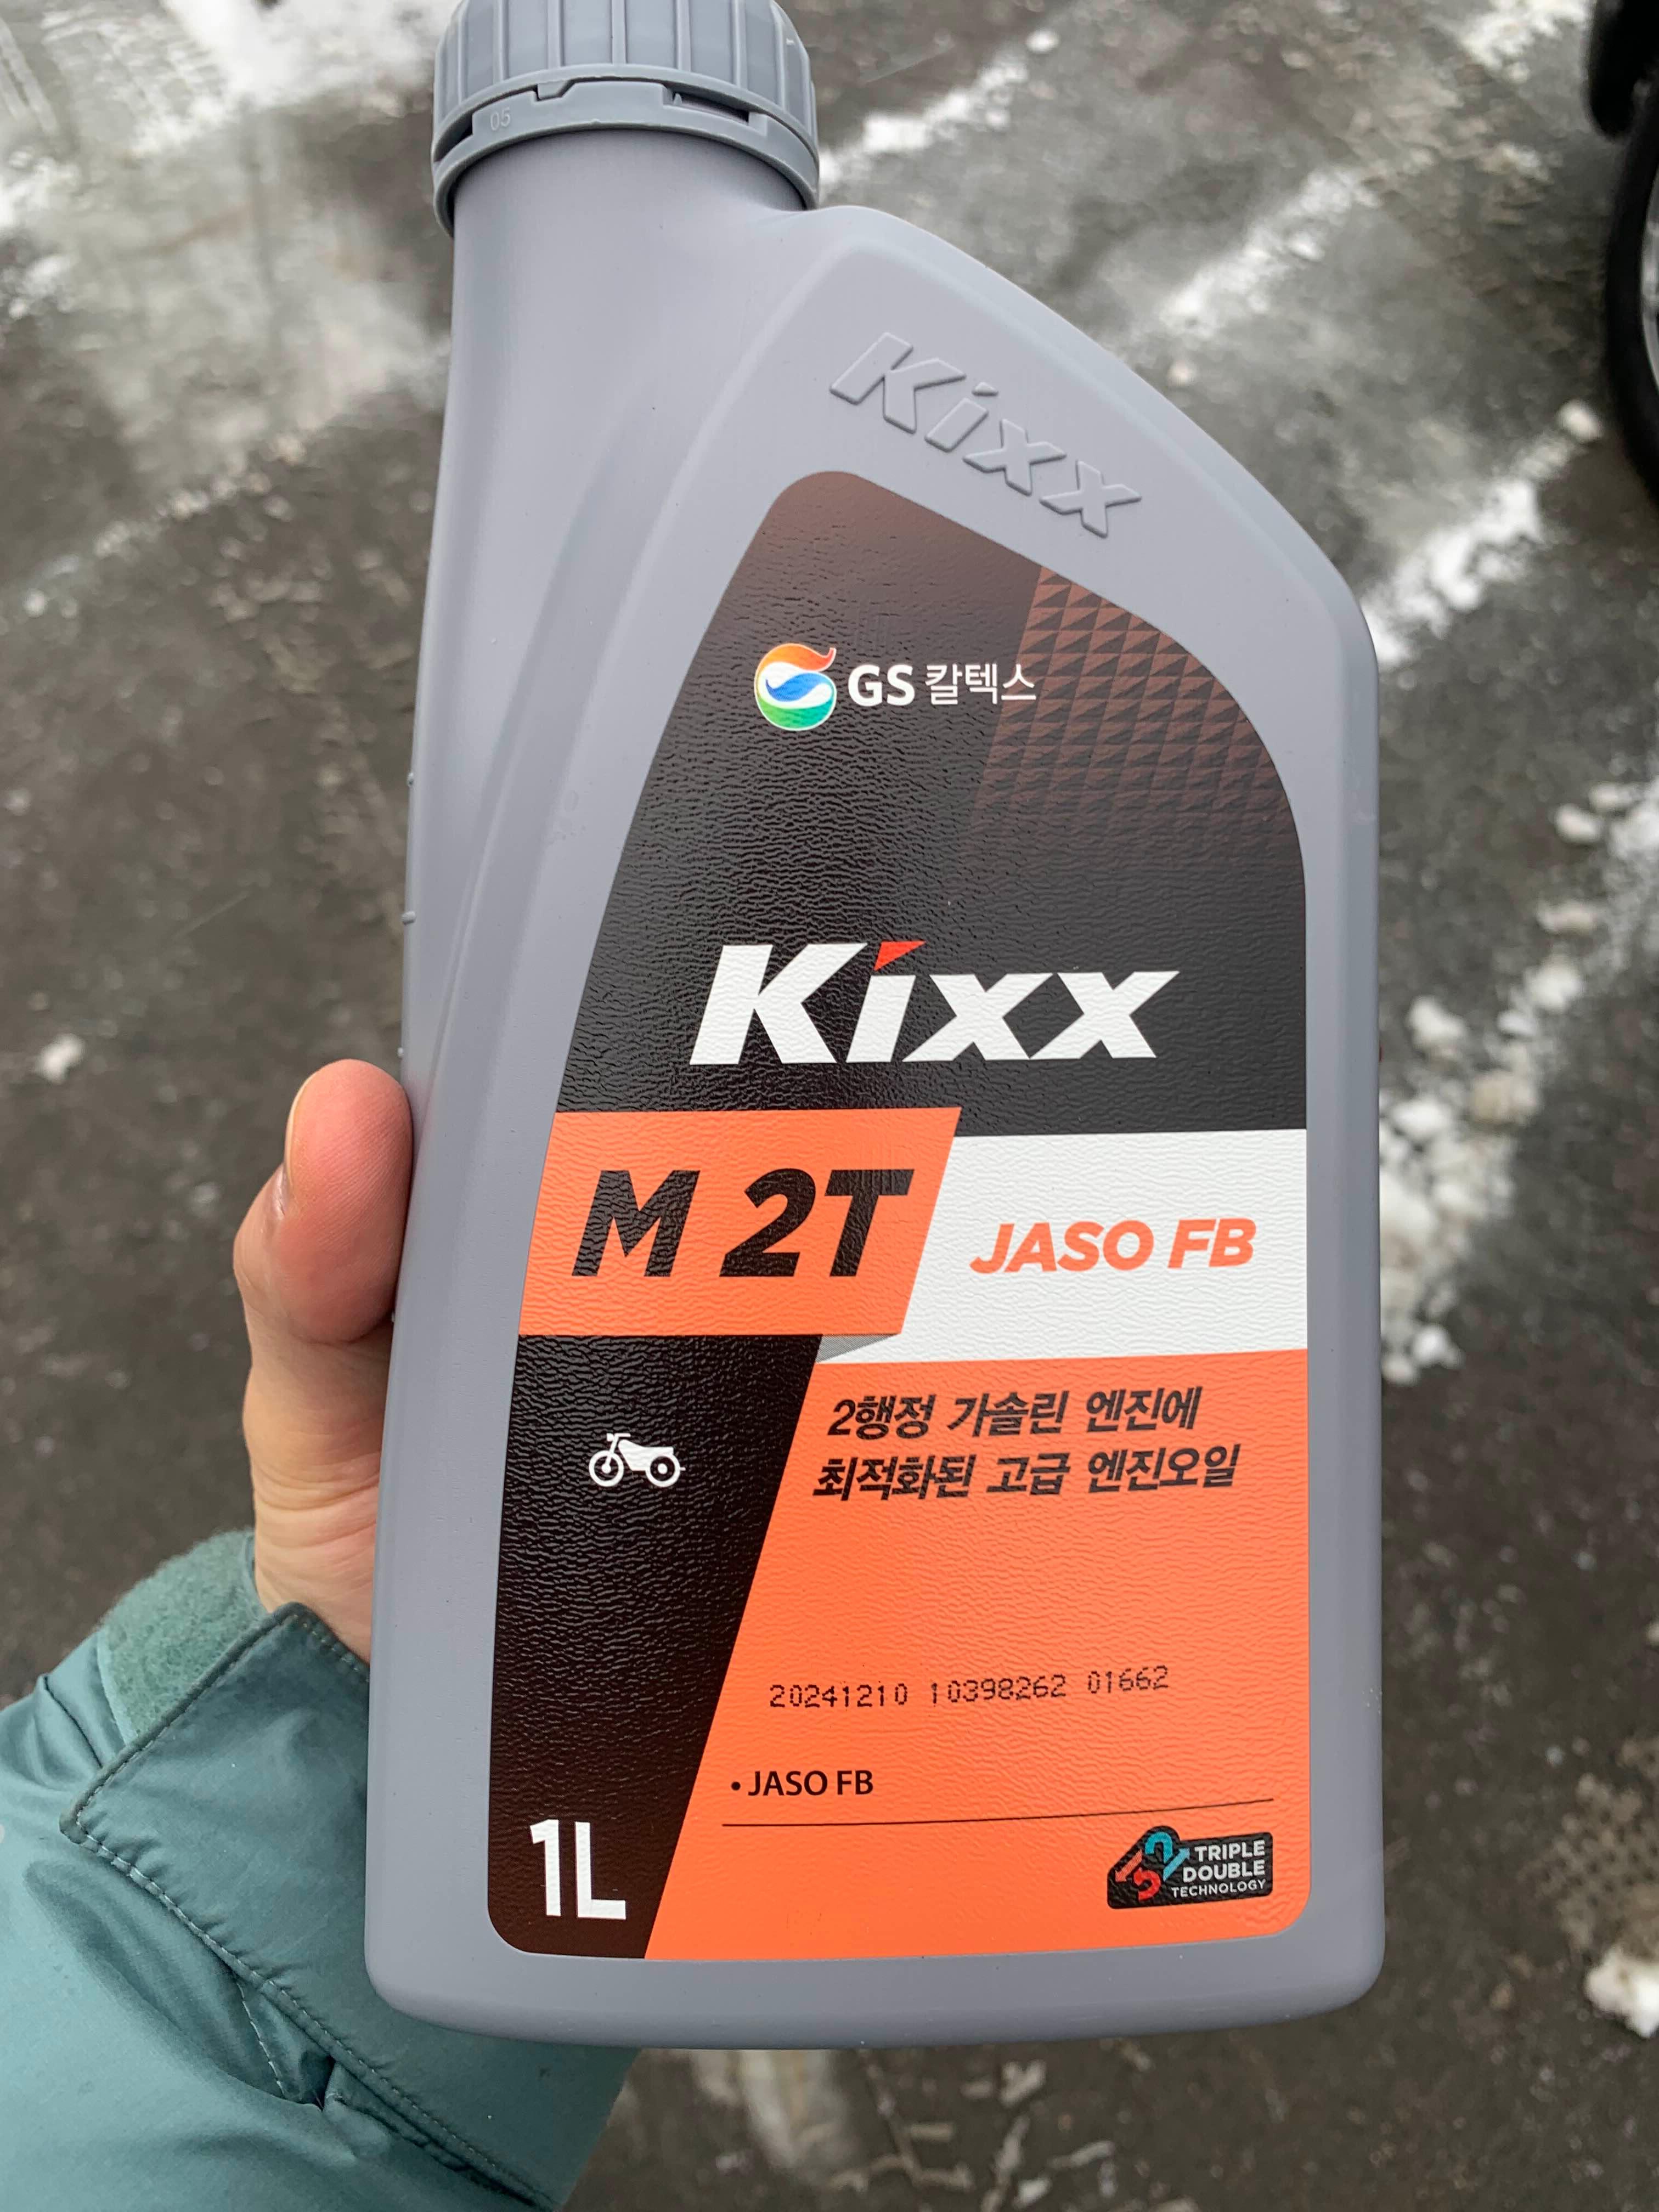 05
Kixx
GS 칼텍스
Kixx
M 2T
JASO FB
2행정 가솔린 엔진에
최적화된 고급 엔진오일
20241210 10398262 01662
• JASO FB
1L
TRIPLE
DOUBLE
TECHNOLOGY